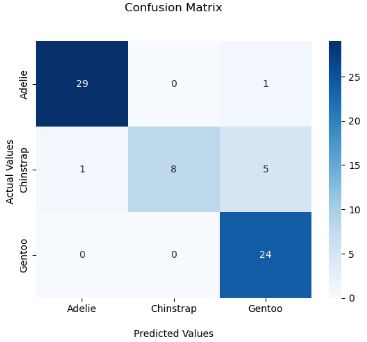 Confusion Matrix
Adelie
29 0 1
25
20
Actual Values
Chinstrap
1 8 5
15
10
Gentoo
0 0 24
5
0
Adelie Chinstrap Gentoo
Predicted Values